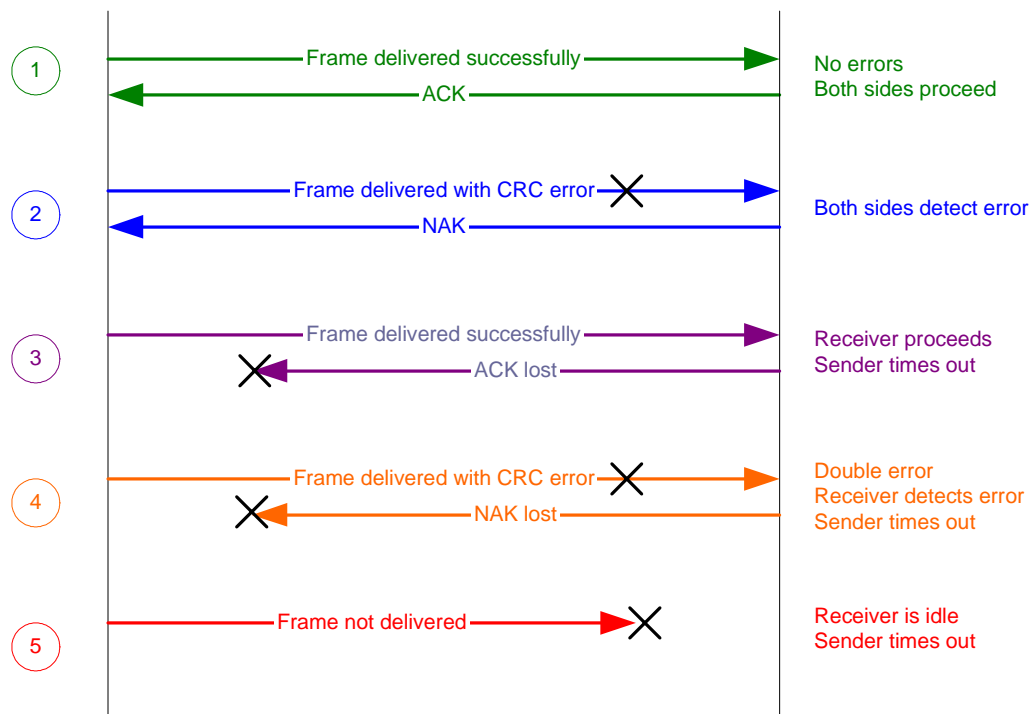 1
Frame delivered successfully
ACK
No errors
Both sides proceed
2
Frame delivered with CRC error
NAK
Both sides detect error
3
Frame delivered successfully
ACK lost
Receiver proceeds
Sender times out
4
Frame delivered with CRC error
NAK lost
Double error
Receiver detects error
Sender times out
5
Frame not delivered
Receiver is idle
Sender times out